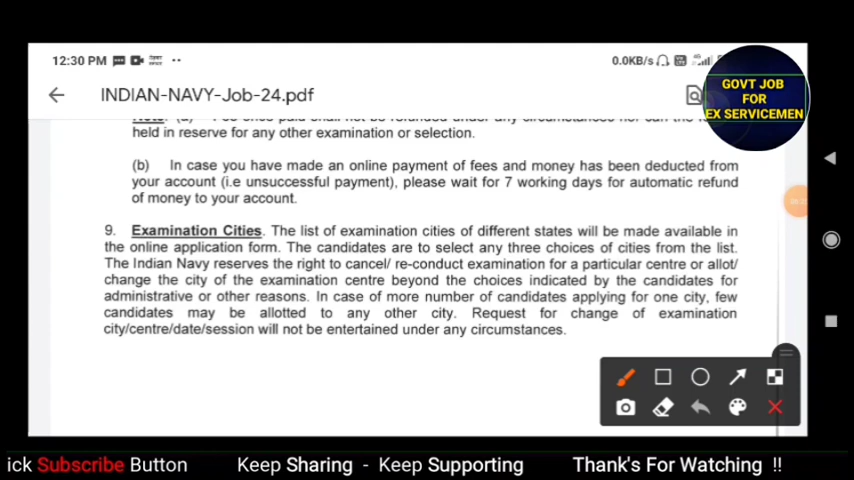 12:30 PM
0.0KB/s
INDIAN-NAVY-Job-24.pdf
GOVT JOB
FOR
EX SERVICEMEN
held in reserve for any other examination or selection.
(b) In case you have made an online payment of fees and money has been deducted from
your account (i.e unsuccessful payment), please wait for 7 working days for automatic refund
of money to your account.
9. Examination Cities. The list of examination cities of different states will be made available in
the online application form. The candidates are to select any three choices of cities from the list.
The Indian Navy reserves the right to cancel/ re-conduct examination for a particular centre or allot/
change the city of the examination centre beyond the choices indicated by the candidates for
administrative or other reasons. In case of more number of candidates applying for one city, few
candidates may be allotted to any other city. Request for change of examination
city/centre/date/session will not be entertained under any circumstances.
ick Subscribe Button Keep Sharing - Keep Supporting Thank's For Watching !!